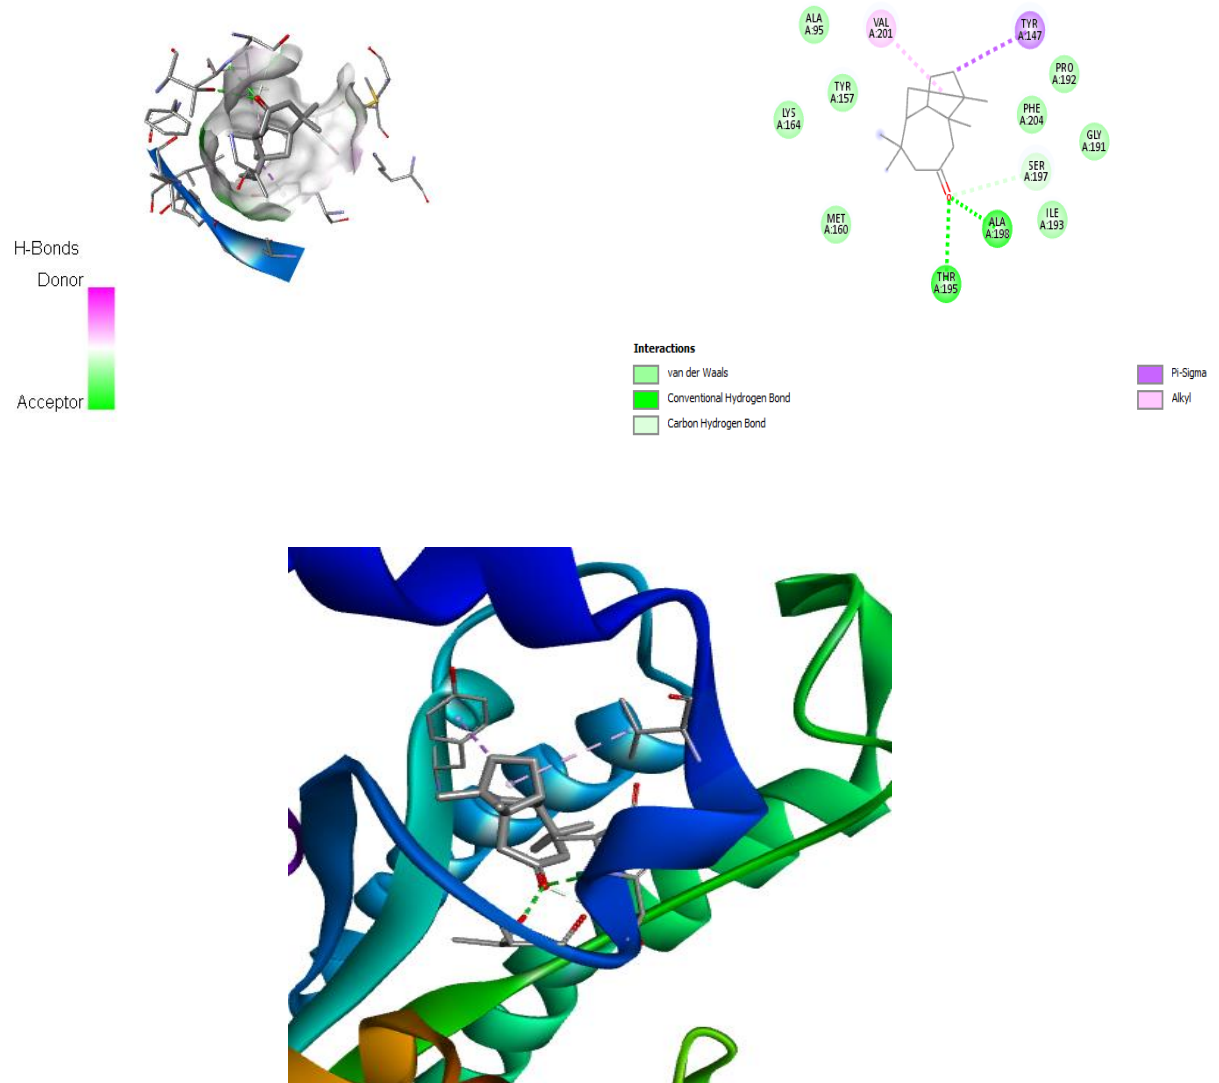 H-Bonds
Donor
Acceptor
ALA
A:95
VAL
A:201
TYR
A:147
PRO
A:192
TYR
A:157
LYS
A:164
PHE
A:204
GLY
A:191
SER
A:197
MET
A:160
ALA
A:198
ILE
A:193
THR
A:195
O
Interactions
van der Waals
Conventional Hydrogen Bond
Carbon Hydrogen Bond
Pi-Sigma
Alkyl